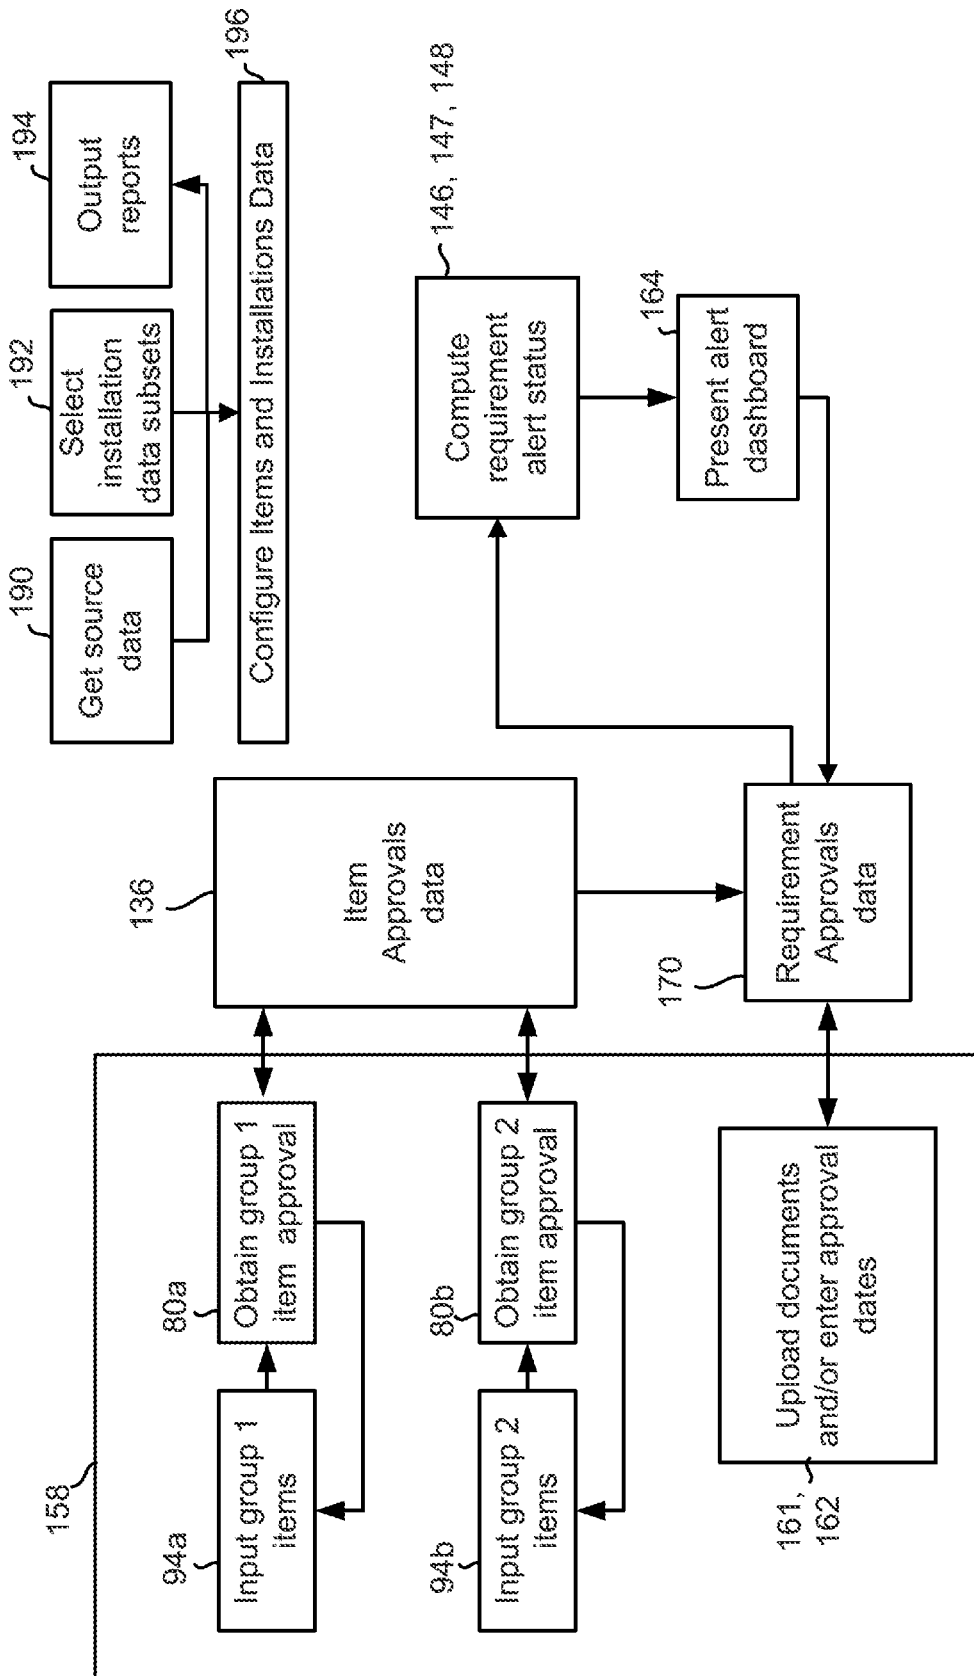 158
94a
Input group 1
items
80a
Obtain group 1
item approval
94b
Input group 2
items
80b
Obtain group 2
item approval
161,
162
Upload documents
and/or enter approval
dates
136
Item
Approvals
data
170
Requirement
Approvals
data
190
Get source
data
192
Select
installation
data subsets
194
Output
reports
196
Configure Items and Installations Data
146, 147, 148
Compute
requirement
alert status
164
Present alert
dashboard